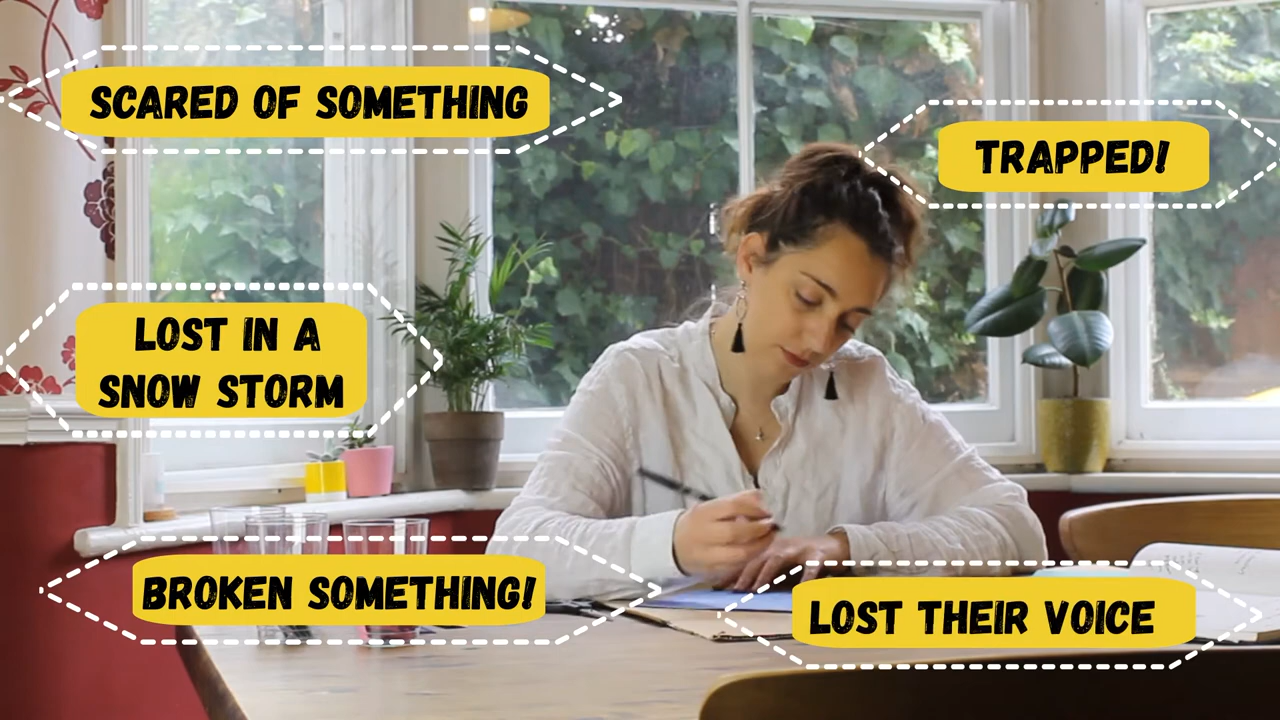 SCARED OF SOMETHING
TRAPPED!
LOST IN A
SNOW STORM
BROKEN SOMETHING!
LOST THEIR VOICE